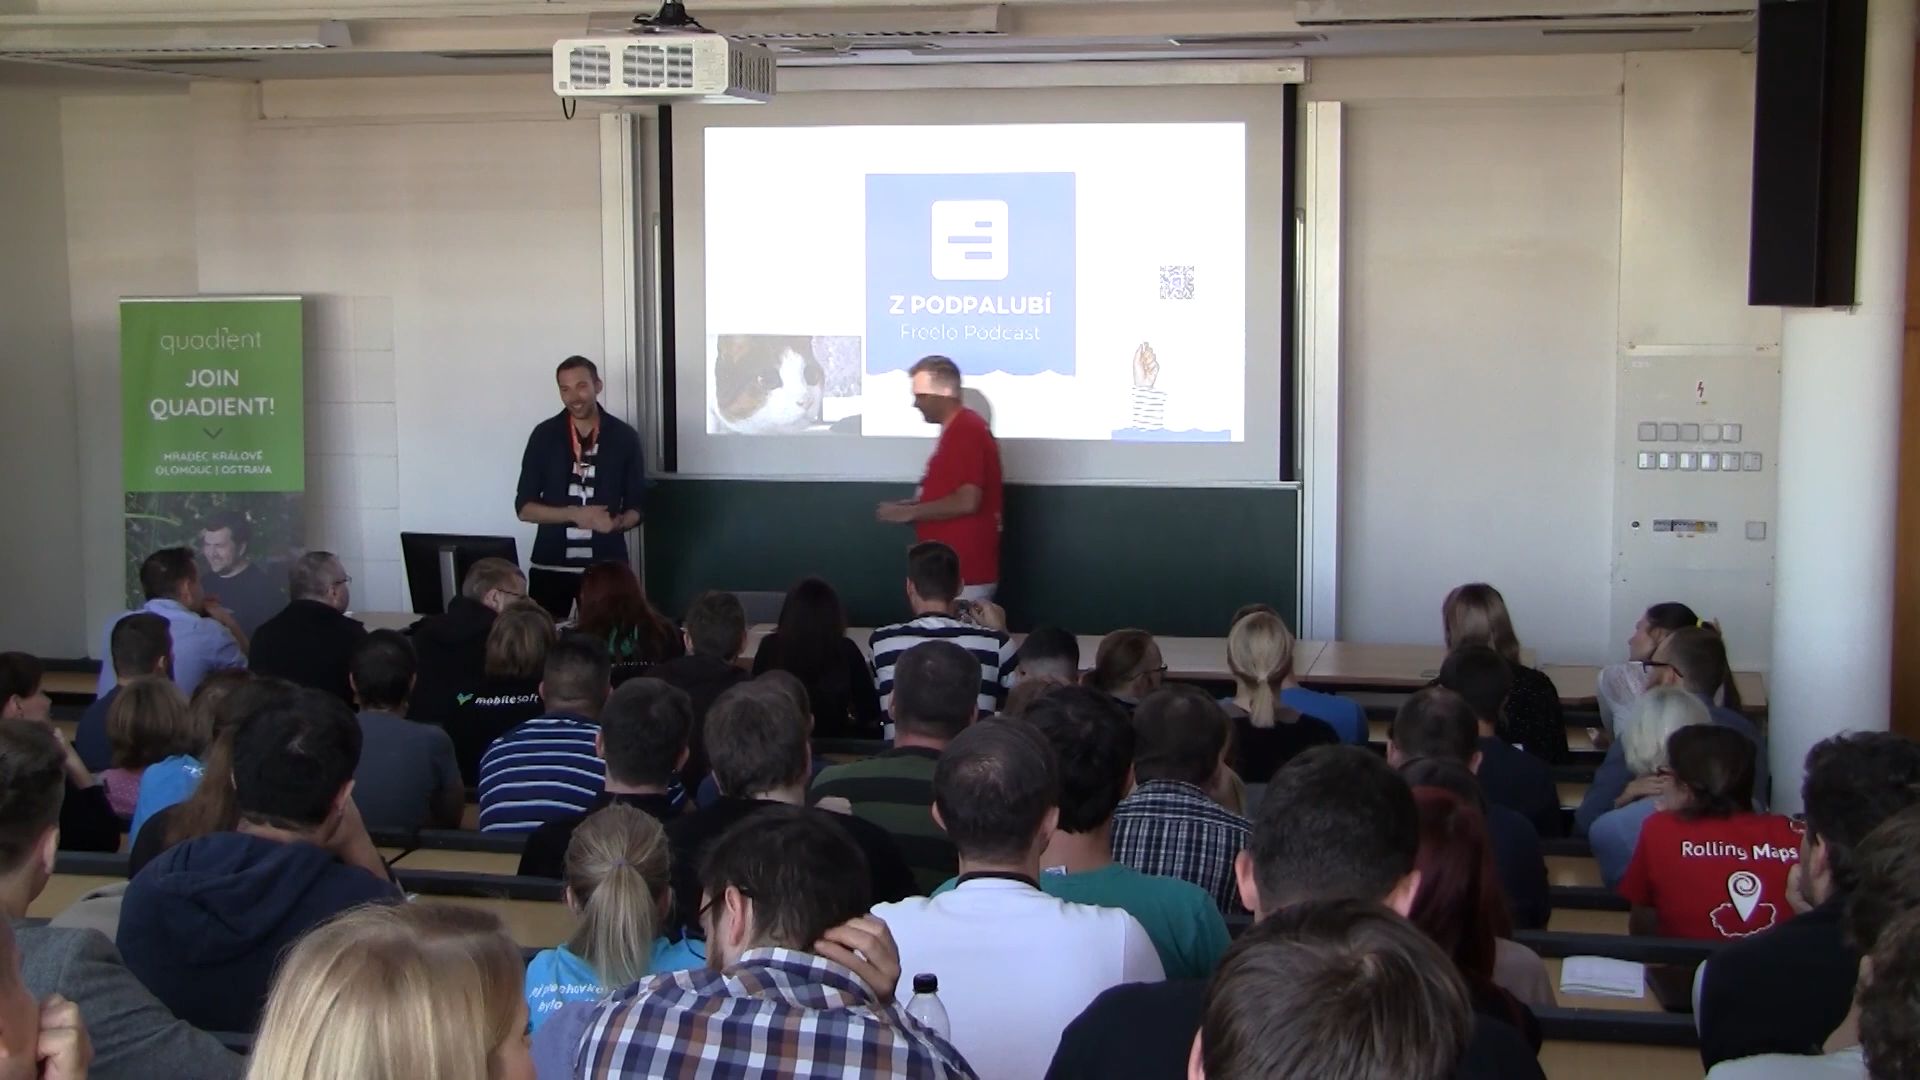 Z PODPALUBÍ
Freelo Podcast
quadient
JOIN
QUADIENT!
HRADEC KRÁLOVÉ
OLOMOUC | OSTRAVA
mobilesoft
Rolling Maps